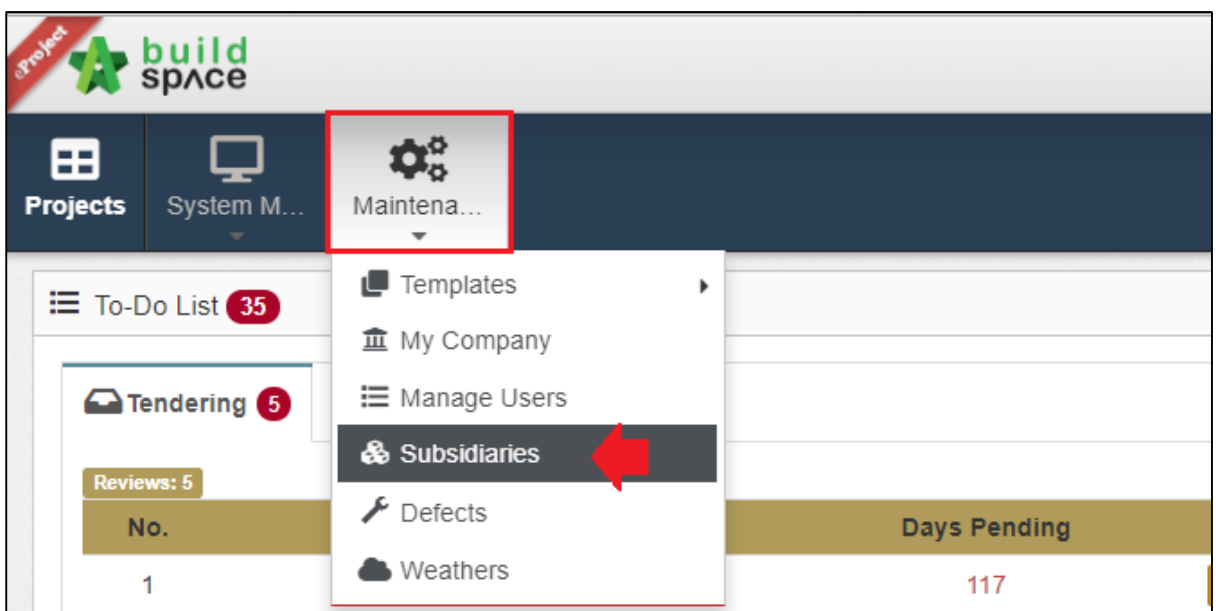 eProject
build
spʌce
Projects
System M...
Maintena...
To-Do List 35
Templates
My Company
Tendering 5
Manage Users
Subsidiaries
Reviews: 5
Defects
No.
Days Pending
Weathers
1
117